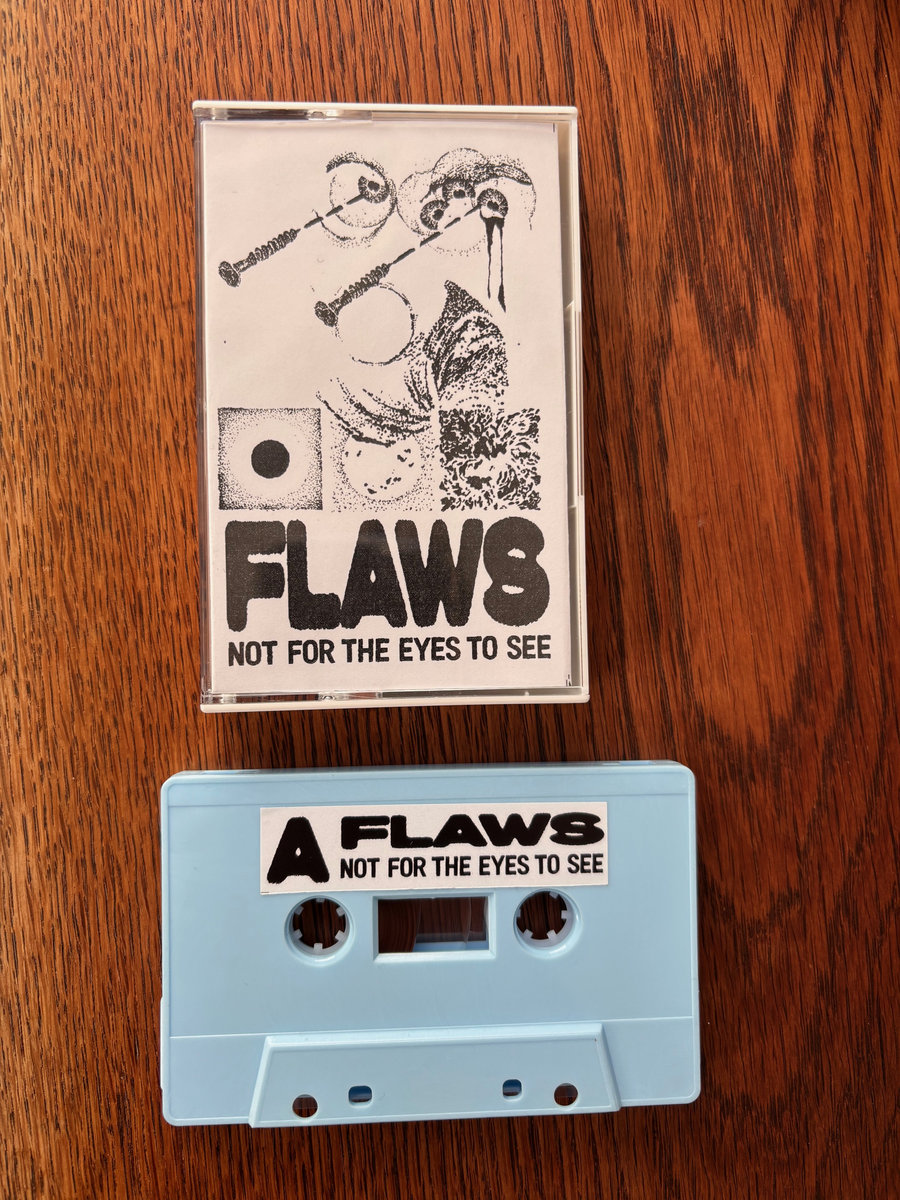 FLAWS
NOT FOR THE EYES TO SEE
A FLAWS
NOT FOR THE EYES TO SEE